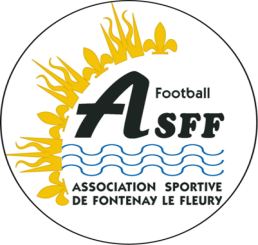 Football
ASFF
ASSOCIATION SPORTIVE
DE FONTENAY LE FLEURY